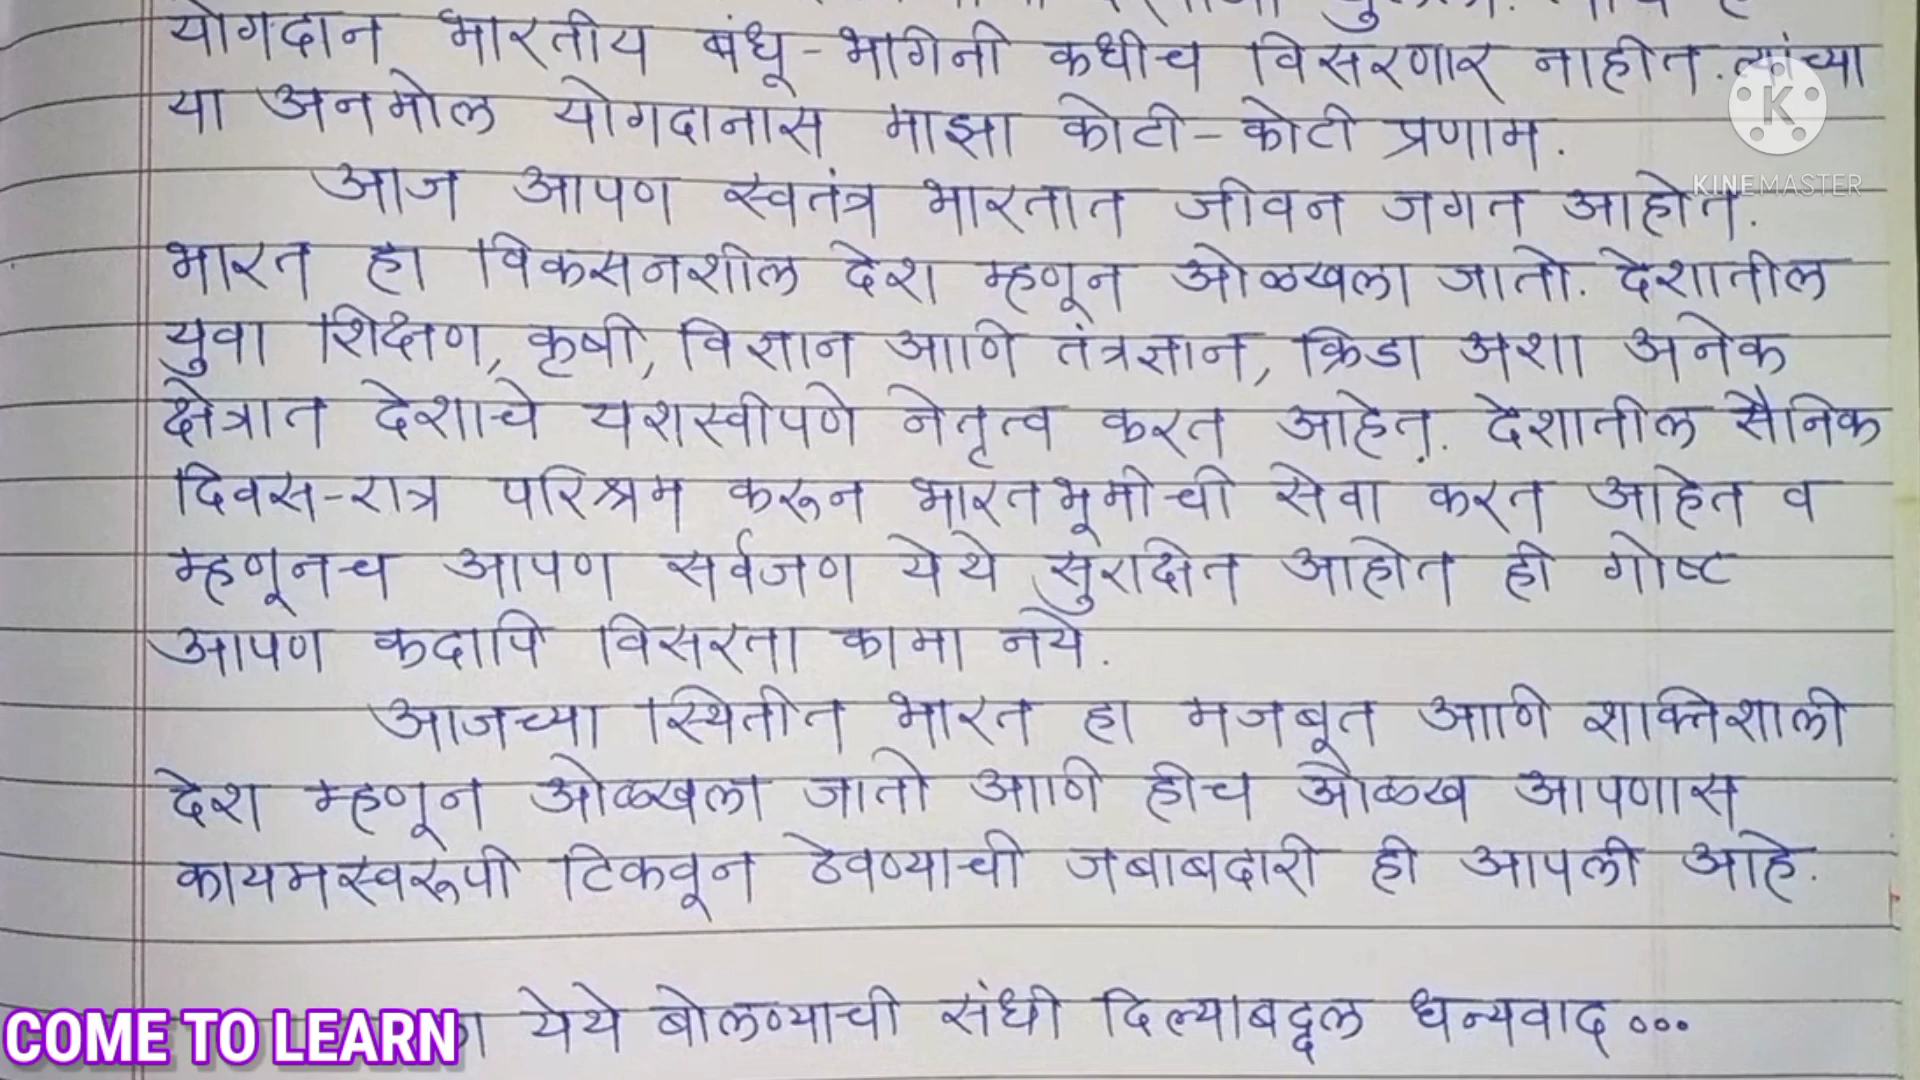 योगदान भारतीय बंधू - भगिनी कधीच विसरणार नाहीत. त्यांच्या
या अनमोल योगदानास माझा कोटी - कोटी प्रणाम.
KINEMASTER
आज आपण स्वतंत्र भारतात जीवन जगत आहोत.
भारत हा विकसनशील देश म्हणून ओळखला जातो. देशातील
युवा शिक्षण, कृषी, विज्ञान आणि तंत्रज्ञान, क्रिडा अशा अनेक
क्षेत्रात देशाचे यशस्वीपणे नेतृत्व करत आहेत. देशातील सैनिक
दिवस-रात्र परिश्रम करून भारतभूमीची सेवा करत आहेत व
म्हणूनच आपण सर्वजण येथे सुरक्षित आहोत ही गोष्ट
आपण कदापि विसरता कामा नये.
आजच्या स्थितीत भारत हा मजबूत आणि शक्तिशाली
देश म्हणून ओळखला जातो आणि हीच ओळख आपणास
कायमस्वरूपी टिकवून ठेवण्याची जबाबदारी ही आपली आहे.
येथे बोलण्याची संधी दिल्याबद्दल धन्यवाद...
COME TO LEARN